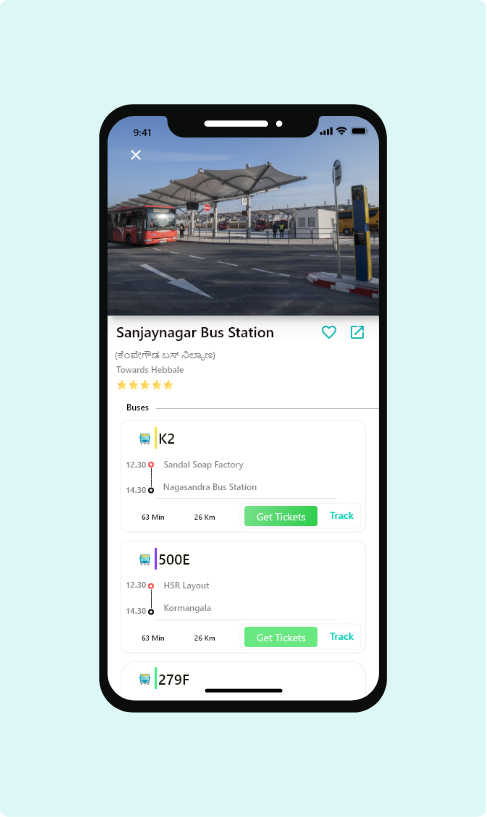 9:41
Sanjaynagar Bus Station
(ಕೆಂಪೇಗೌಡ ಬಸ್ ನಿಲ್ದಾಣ)
Towards Hebbale
Buses
K2
12.30 Sandal Soap Factory
14.30 Nagasandra Bus Station
63 Min 26 Km Get Tickets Track
500E
12.30 HSR Layout
14.30 Kormangala
63 Min 26 Km Get Tickets Track
279F